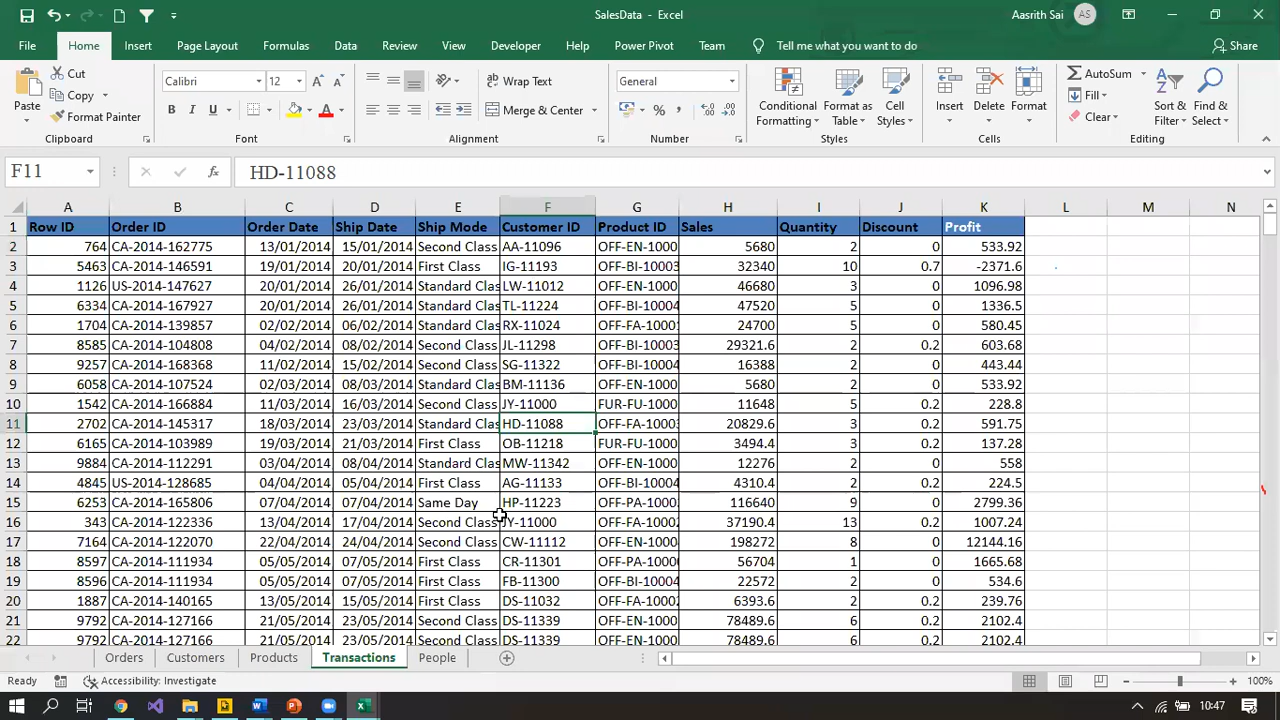 SalesData - Excel
Aasrith Sai
AS
File Home Insert Page Layout Formulas Data Review View Developer Help Power Pivot Team Tell me what you want to do Share
Paste
Cut
Copy
Format Painter
Calibri 12
B I U
A A A
Wrap Text
Merge & Center
General
Conditional Formatting
Format as Table
Cell Styles
Insert
Delete
Format
AutoSum
Fill
Clear
Sort & Filter
Find & Select
Clipboard Font Alignment Number Styles Cells Editing
F11 fx HD-11088
A B C D E F G H I J K L M N
1 Row ID Order ID Order Date Ship Date Ship Mode Customer ID Product ID Sales Quantity Discount Profit
2 764 CA-2014-162775 13/01/2014 15/01/2014 Second Class AA-11096 OFF-EN-1000 5680 2 0 533.92
3 5463 CA-2014-146591 19/01/2014 20/01/2014 First Class IG-11193 OFF-BI-10003 32340 10 0.7 -2371.6
4 1126 US-2014-147627 20/01/2014 26/01/2014 Standard Clas LW-11012 OFF-EN-1000 46680 3 0 1096.98
5 6334 CA-2014-167927 20/01/2014 26/01/2014 Standard Clas TL-11224 OFF-BI-10004 47520 5 0 1336.5
6 1704 CA-2014-139857 02/02/2014 06/02/2014 Standard Clas RX-11024 OFF-FA-10001 24700 5 0 580.45
7 8585 CA-2014-104808 04/02/2014 08/02/2014 Second Class JL-11298 OFF-BI-10003 29321.6 2 0.2 603.68
8 9257 CA-2014-168368 11/02/2014 15/02/2014 Second Class SG-11322 OFF-BI-10004 16388 2 0 443.44
9 6058 CA-2014-107524 02/03/2014 08/03/2014 Standard Clas BM-11136 OFF-EN-1000 5680 2 0 533.92
10 1542 CA-2014-166884 11/03/2014 16/03/2014 Second Class JY-11000 FUR-FU-1000 11648 5 0.2 228.8
11 2702 CA-2014-145317 18/03/2014 23/03/2014 Standard Clas HD-11088 OFF-FA-10003 20829.6 3 0.2 591.75
12 6165 CA-2014-103989 19/03/2014 21/03/2014 First Class OB-11218 FUR-FU-1000 3494.4 3 0.2 137.28
13 9884 CA-2014-112291 03/04/2014 08/04/2014 Standard Clas MW-11342 OFF-EN-1000 12276 2 0 558
14 4845 US-2014-128685 04/04/2014 05/04/2014 First Class AG-11133 OFF-BI-10004 4310.4 2 0.2 224.5
15 6253 CA-2014-165806 07/04/2014 07/04/2014 Same Day HP-11223 OFF-PA-1000 116640 9 0 2799.36
16 343 CA-2014-122336 13/04/2014 17/04/2014 Second Class JY-11000 OFF-FA-10002 37190.4 13 0.2 1007.24
17 7164 CA-2014-122070 22/04/2014 24/04/2014 Second Class CW-11112 OFF-EN-1000 198272 8 0 12144.16
18 8597 CA-2014-111934 05/05/2014 07/05/2014 First Class CR-11301 OFF-PA-1000 56704 1 0 1665.68
19 8596 CA-2014-111934 05/05/2014 07/05/2014 First Class FB-11300 OFF-BI-10004 22572 2 0 534.6
20 1887 CA-2014-140165 13/05/2014 15/05/2014 First Class DS-11032 OFF-FA-10002 6393.6 2 0.2 239.76
21 9792 CA-2014-127166 21/05/2014 23/05/2014 Second Class DS-11339 OFF-EN-1000 78489.6 6 0.2 2102.4
22 9792 CA-2014-127166 21/05/2014 23/05/2014 Second Class DS-11339 OFF-EN-1000 78489.6 6 0.2 2102.4
Orders Customers Products Transactions People
Ready Accessibility: Investigate 100%
10:47